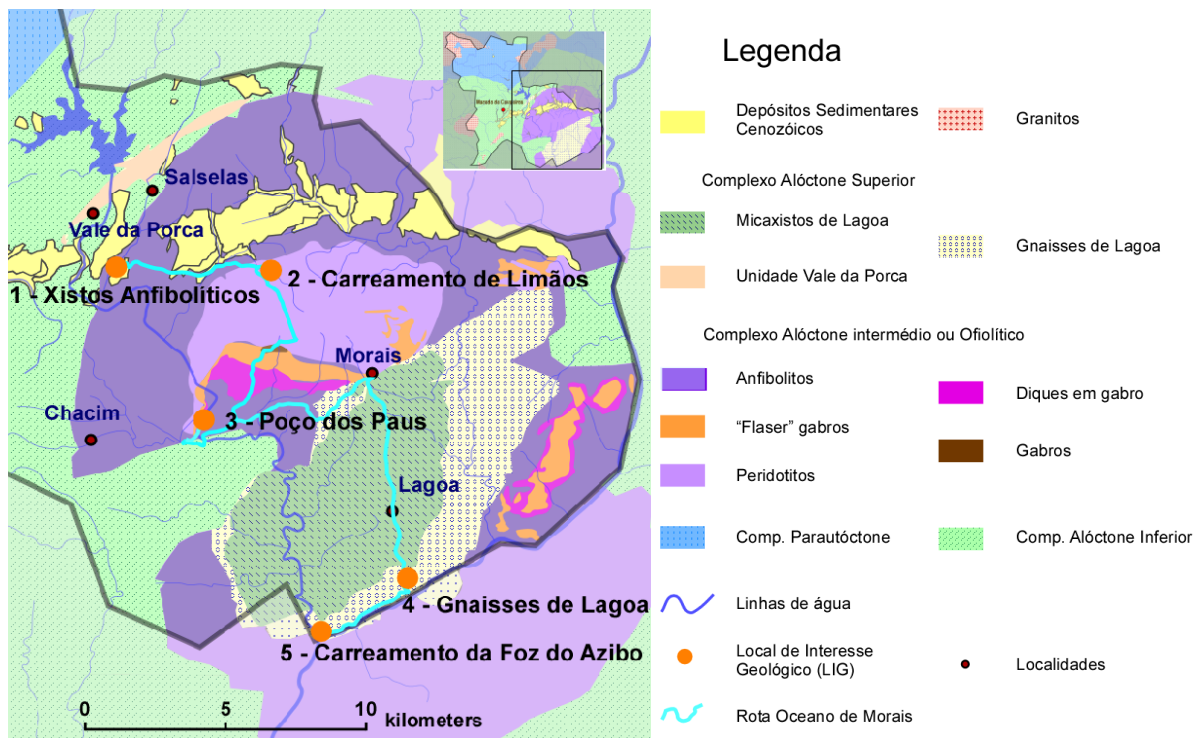 Macedo de Cavaleiros
Salselas
Vale da Porca
2 - Carreamento de Limãos
1 - Xistos Anfibolíticos
Morais
Chacim
3 - Poço dos Paus
Lagoa
4 - Gnaisses de Lagoa
5 - Carreamento da Foz do Azibo
0
5
10
kilometers
Legenda
Depósitos Sedimentares
Cenozóicos
Granitos
Complexo Alóctone Superior
Micaxistos de Lagoa
Gnaisses de Lagoa
Unidade Vale da Porca
Complexo Alóctone intermédio ou Ofiolítico
Anfibolitos
Diques em gabro
“Flaser” gabros
Gabros
Peridotitos
Comp. Parautóctone
Comp. Alóctone Inferior
Linhas de água
Local de Interesse
Geológico (LIG)
Localidades
Rota Oceano de Morais